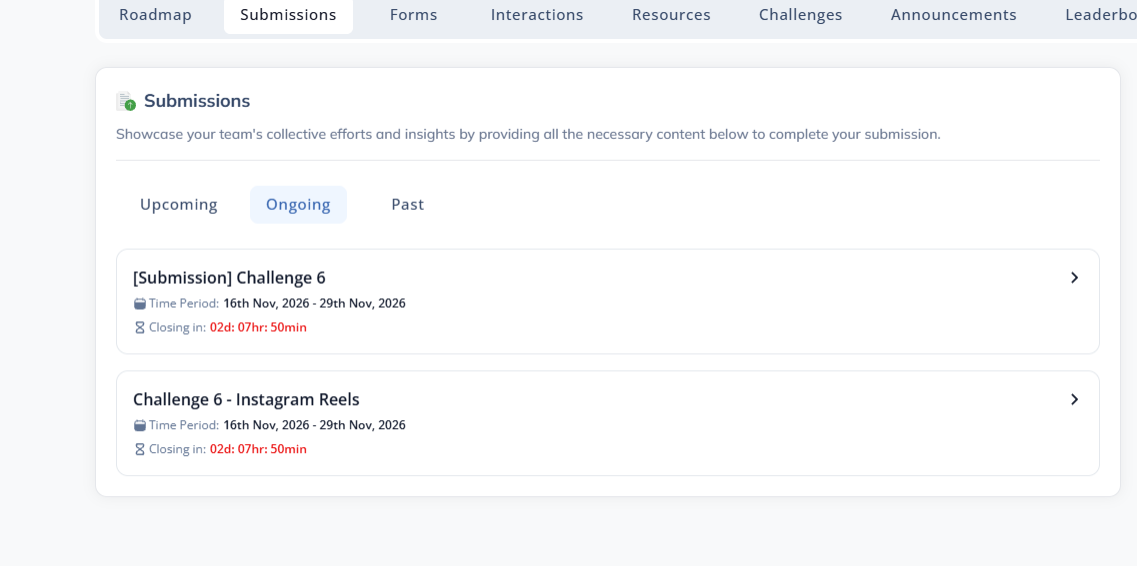 Roadmap Submissions Forms Interactions Resources Challenges Announcements Leaderbo
Submissions
Showcase your team's collective efforts and insights by providing all the necessary content below to complete your submission.
Upcoming Ongoing Past
[Submission] Challenge 6
Time Period: 16th Nov, 2026 - 29th Nov, 2026
Closing in: 02d: 07hr: 50min
Challenge 6 - Instagram Reels
Time Period: 16th Nov, 2026 - 29th Nov, 2026
Closing in: 02d: 07hr: 50min